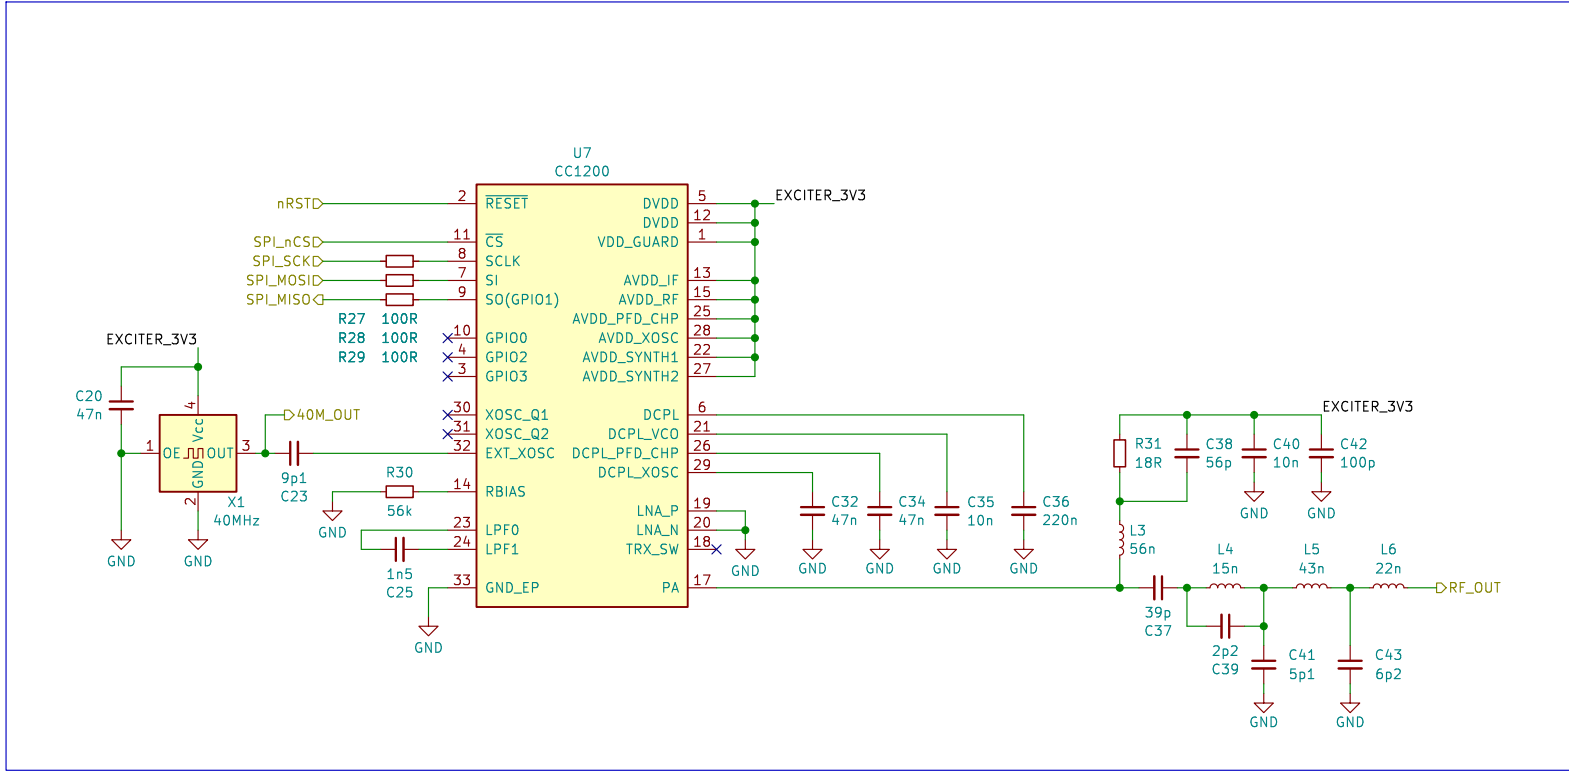 U7
CC1200
nRST 2 RESET
SPI_nCS 11 CS
SPI_SCK 8 SCLK
SPI_MOSI 7 SI
SPI_MISO 9 SO(GPIO1)
R27 100R
R28 100R
R29 100R
10 GPIO0
4 GPIO2
3 GPIO3
30 XOSC_Q1
31 XOSC_Q2
32 EXT_XOSC
14 RBIAS
23 LPF0
24 LPF1
33 GND_EP
DVDD 5 EXCITER_3V3
DVDD 12
VDD_GUARD 1
AVDD_IF 13
AVDD_RF 15
AVDD_PFD_CHP 25
AVDD_XOSC 28
AVDD_SYNTH1 22
AVDD_SYNTH2 27
DCPL 6
DCPL_VCO 21
DCPL_PFD_CHP 26
DCPL_XOSC 29
LNA_P 19
LNA_N 20
TRX_SW 18
PA 17
EXCITER_3V3
C20
47n
4
Vcc
1 OE OUT 3
GND
2
X1
40MHz
GND
GND
40M_OUT
9p1
C23
R30
56k
GND
1n5
C25
GND
GND
C32
47n
GND
C34
47n
GND
C35
10n
GND
C36
220n
GND
EXCITER_3V3
R31
18R
C38
56p
C40
10n
GND
C42
100p
GND
L3
56n
39p
C37
L4
15n
2p2
C39
L5
43n
L6
22n
RF_OUT
C41
5p1
GND
C43
6p2
GND